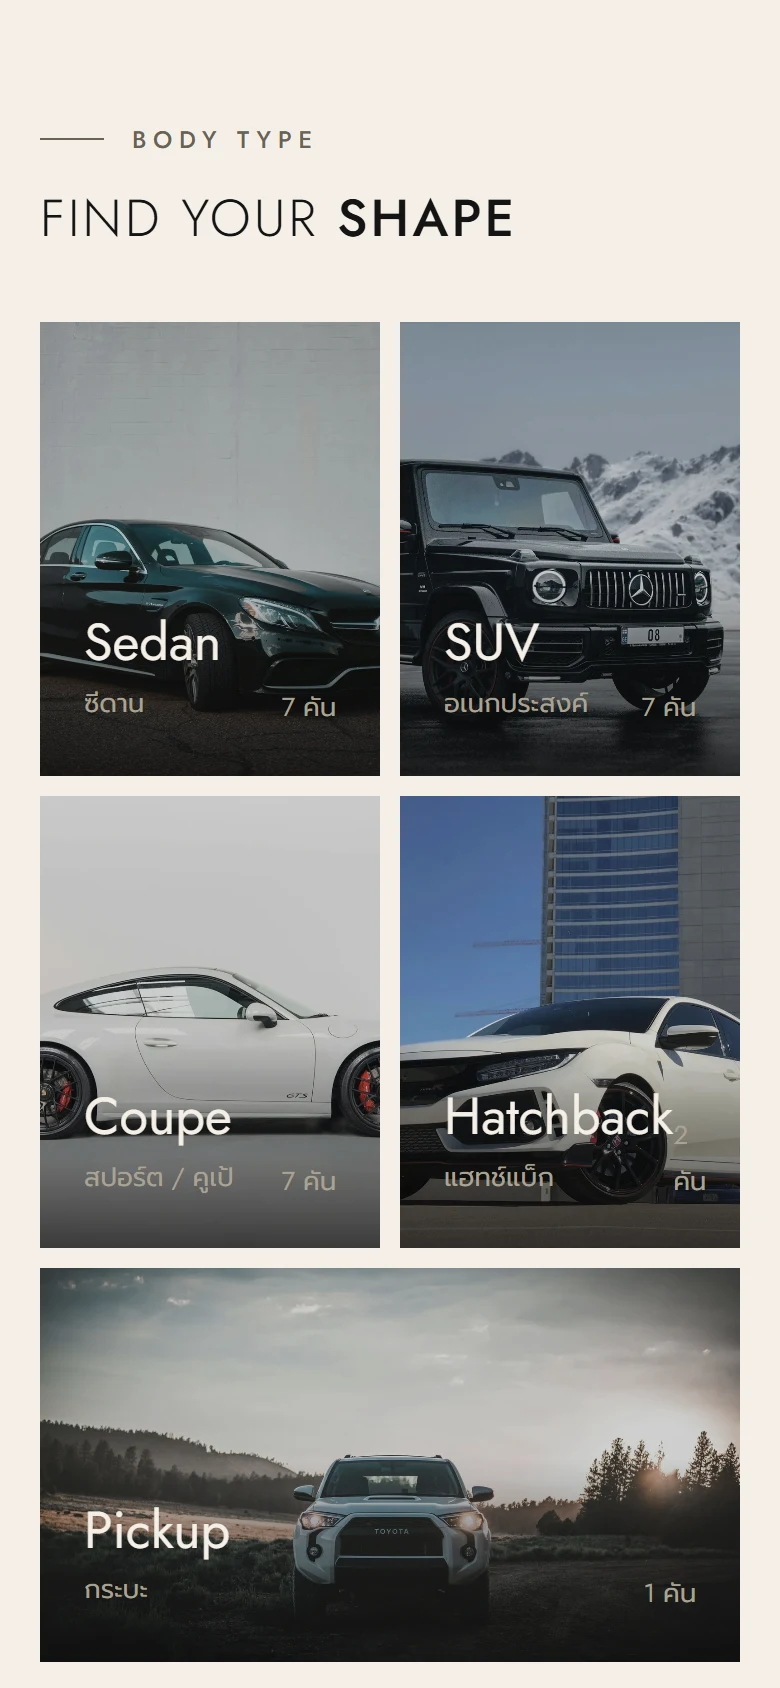 BODY TYPE
FIND YOUR SHAPE
Sedan
ซีดาน
7 คัน
SUV
อเนกประสงค์
7 คัน
08
Coupe
สปอร์ต / คูเป้
7 คัน
GTS
Hatchback
แฮทช์แบ็ก
2
คัน
Pickup
กระบะ
1 คัน
TOYOTA